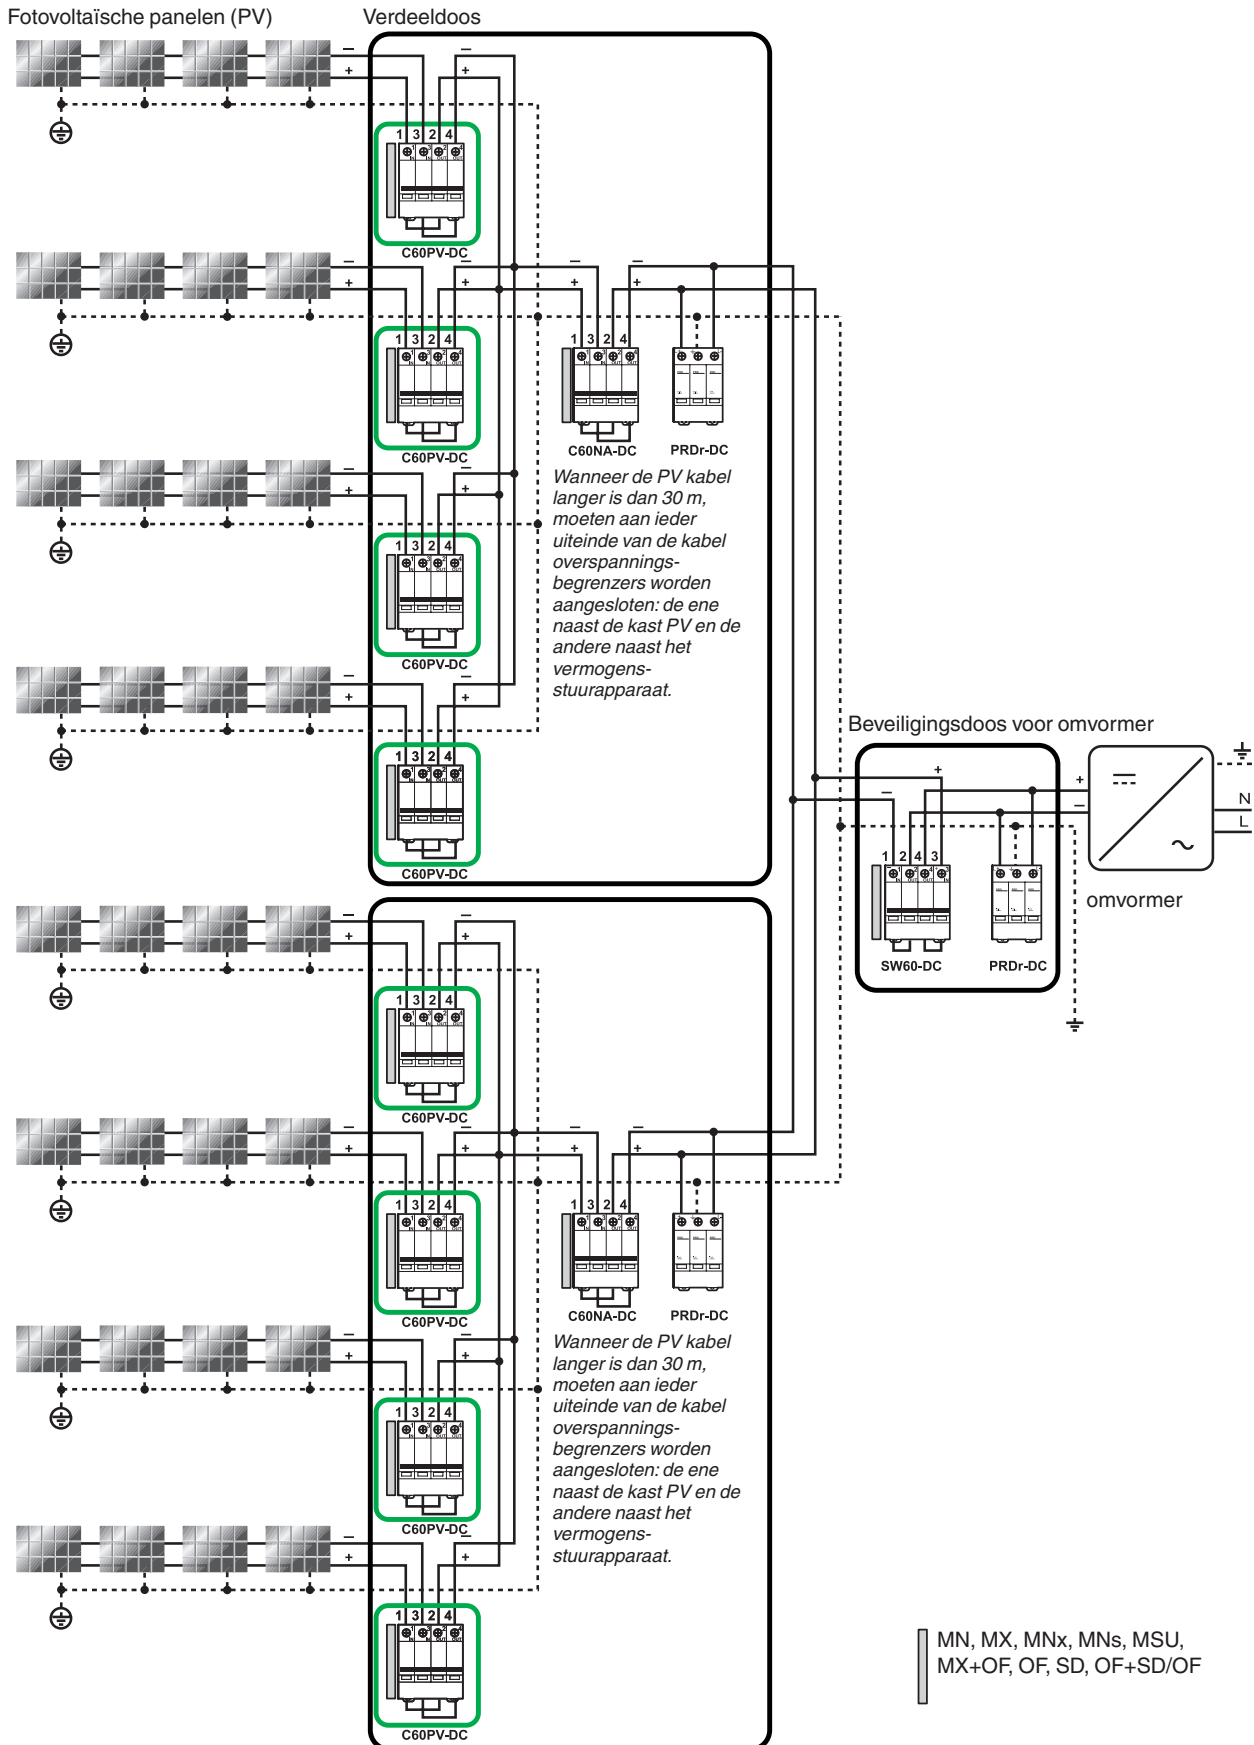 Fotovoltaïsche panelen (PV) Verdeeldoos
– –
+ +
1 3 2 4
C60PV-DC
– – – –
+ + + +
1 3 2 4 1 3 2 4
C60PV-DC C60NA-DC PRDr-DC
Wanneer de PV kabel
langer is dan 30 m,
moeten aan ieder
uiteinde van de kabel
overspannings-
begrenzers worden
aangesloten: de ene
naast de kast PV en de
andere naast het
vermogens-
stuurapparaat.
– –
+ +
1 3 2 4
C60PV-DC
– –
+ +
1 3 2 4
C60PV-DC
Beveiligingsdoos voor omvormer
– + +
–
N
L
1 2 4 3
omvormer
SW60-DC PRDr-DC
– –
+ +
1 3 2 4
C60PV-DC
– – – –
+ + + +
1 3 2 4 1 3 2 4
C60PV-DC C60NA-DC PRDr-DC
Wanneer de PV kabel
langer is dan 30 m,
moeten aan ieder
uiteinde van de kabel
overspannings-
begrenzers worden
aangesloten: de ene
naast de kast PV en de
andere naast het
vermogens-
stuurapparaat.
– –
+ +
1 3 2 4
C60PV-DC
– –
+ +
1 3 2 4
C60PV-DC
MN, MX, MNx, MNs, MSU,
MX+OF, OF, SD, OF+SD/OF